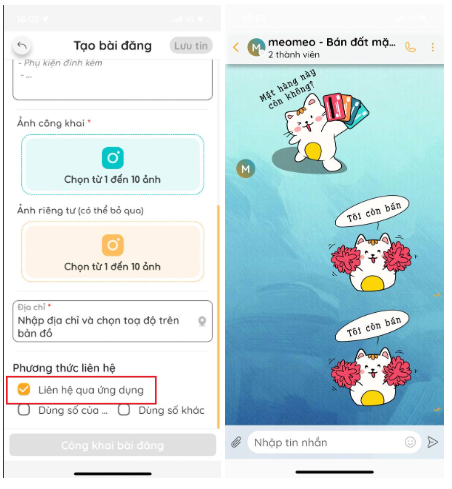 Tạo bài đăng
Lưu tin
- Phụ kiện đính kèm
- ...
Ảnh công khai *
Chọn từ 1 đến 10 ảnh
Ảnh riêng tư (có thể bỏ qua)
Chọn từ 1 đến 10 ảnh
Địa chỉ *
Nhập địa chỉ và chọn toạ độ trên
bản đồ
Phương thức liên hệ
Liên hệ qua ứng dụng
Dùng số của ...
Dùng số khác
Công khai bài đăng
meomeo - Bán đất mặ...
2 thành viên
M
Mặt hàng này
còn không?
M
Tôi còn bán
Tôi còn bán
Nhập tin nhắn